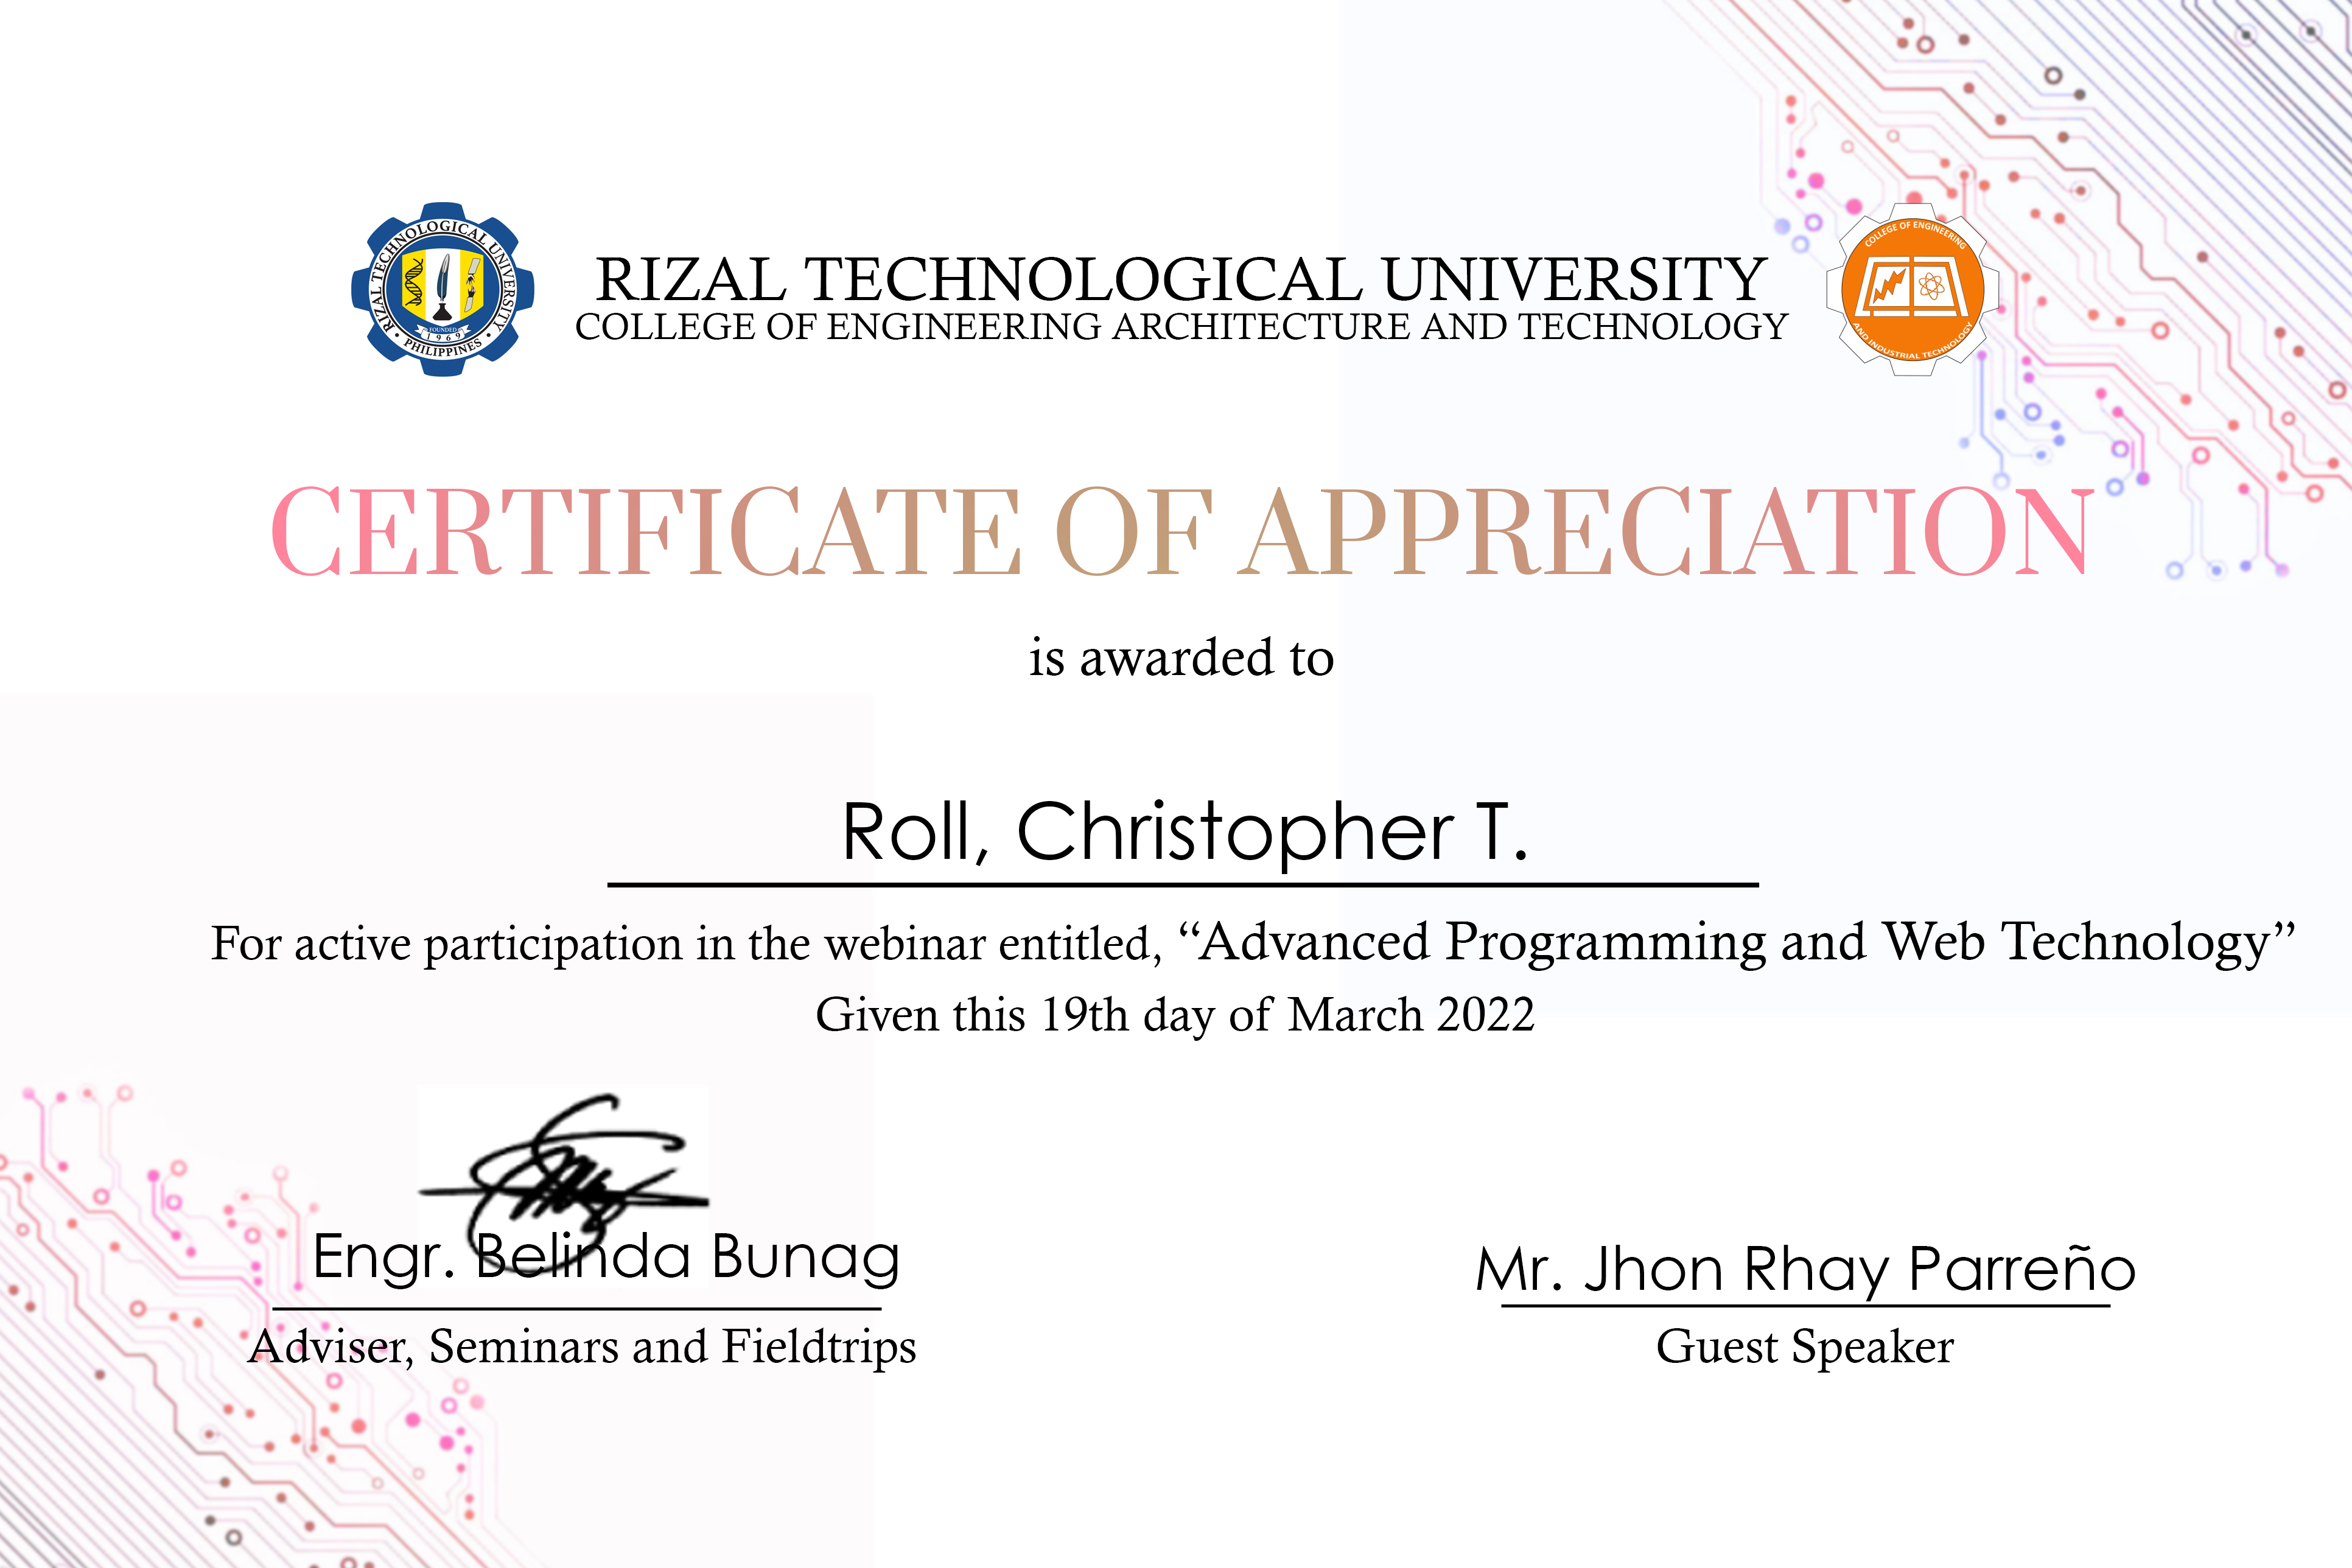 RIZAL TECHNOLOGICAL UNIVERSITY
PHILIPPINES
FOUNDED
1969
RIZAL TECHNOLOGICAL UNIVERSITY
COLLEGE OF ENGINEERING ARCHITECTURE AND TECHNOLOGY
COLLEGE OF ENGINEERING
AND INDUSTRIAL TECHNOLOGY
CERTIFICATE OF APPRECIATION
is awarded to
Roll, Christopher T.
For active participation in the webinar entitled, “Advanced Programming and Web Technology”
Given this 19th day of March 2022
Engr. Belinda Bunag
Adviser, Seminars and Fieldtrips
Mr. Jhon Rhay Parreño
Guest Speaker